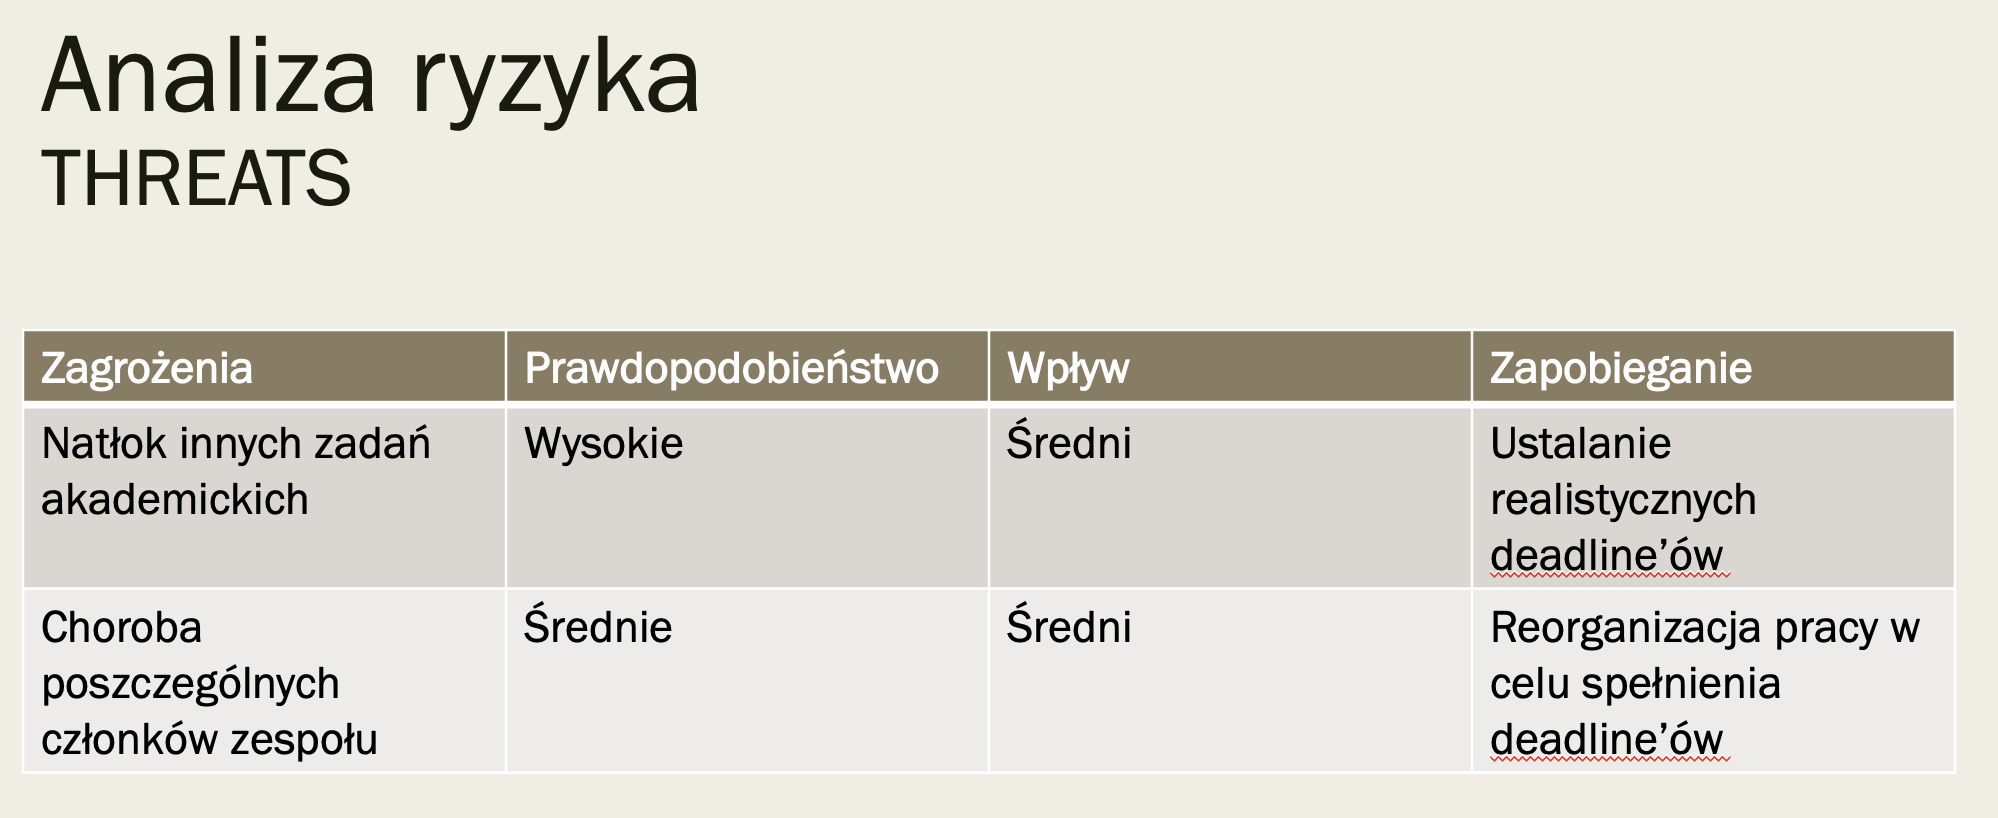 Analiza ryzyka
THREATS
Zagrożenia
Prawdopodobieństwo
Wpływ
Zapobieganie
Natłok innych zadań
akademickich
Wysokie
Średni
Ustalanie
realistycznych
deadline’ów
Choroba
poszczególnych
członków zespołu
Średnie
Średni
Reorganizacja pracy w
celu spełnienia
deadline’ów